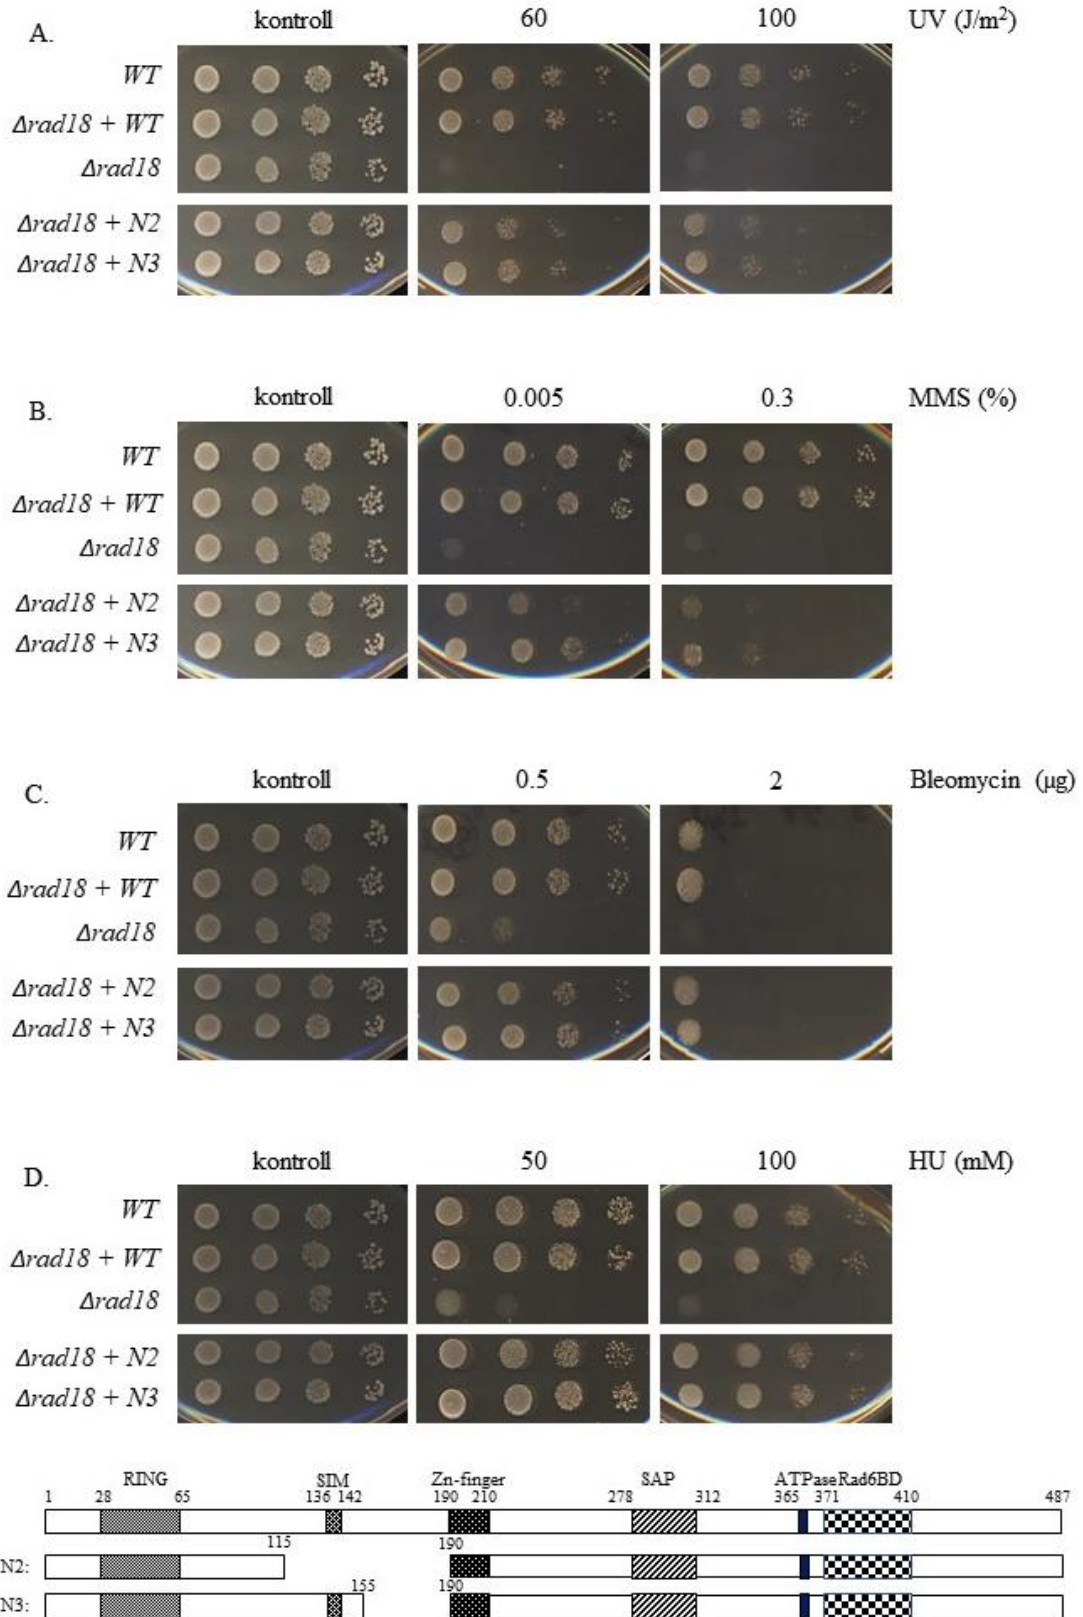 A. kontroll 60 100 UV (J/m²)
WT
Δrad18 + WT
Δrad18
Δrad18 + N2
Δrad18 + N3
B. kontroll 0.005 0.3 MMS (%)
WT
Δrad18 + WT
Δrad18
Δrad18 + N2
Δrad18 + N3
C. kontroll 0.5 2 Bleomycin (µg)
WT
Δrad18 + WT
Δrad18
Δrad18 + N2
Δrad18 + N3
D. kontroll 50 100 HU (mM)
WT
Δrad18 + WT
Δrad18
Δrad18 + N2
Δrad18 + N3
RING SIM Zn-finger SAP ATPaseRad6BD
1 28 65 136 142 190 210 278 312 365 371 410 487
115 190
N2:
155 190
N3: